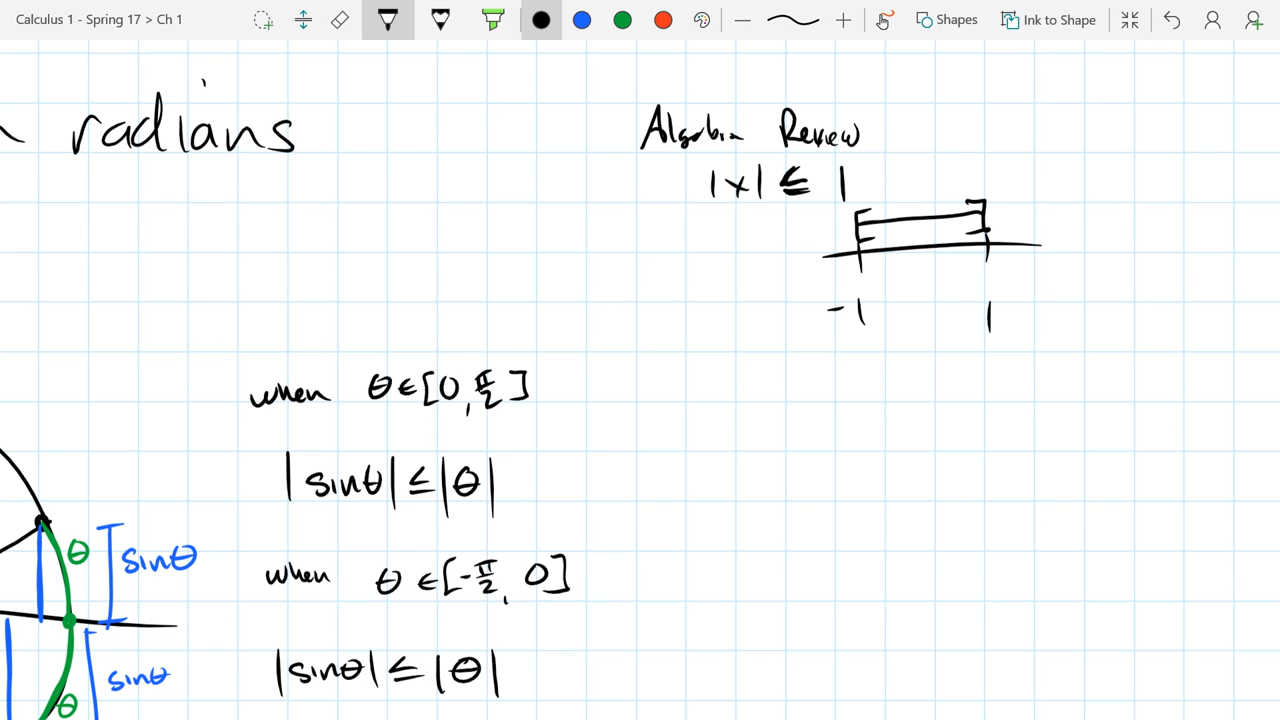 Calculus 1 - Spring 17 > Ch 1
Shapes
Ink to Shape
radians
Algebra Review
|x| ≤ 1
-1 1
when θ∈[0, π/2]
|sinθ| ≤ |θ|
θ
sinθ
when θ ∈[-π/2, 0]
|sinθ| ≤ |θ|
sinθ
θ